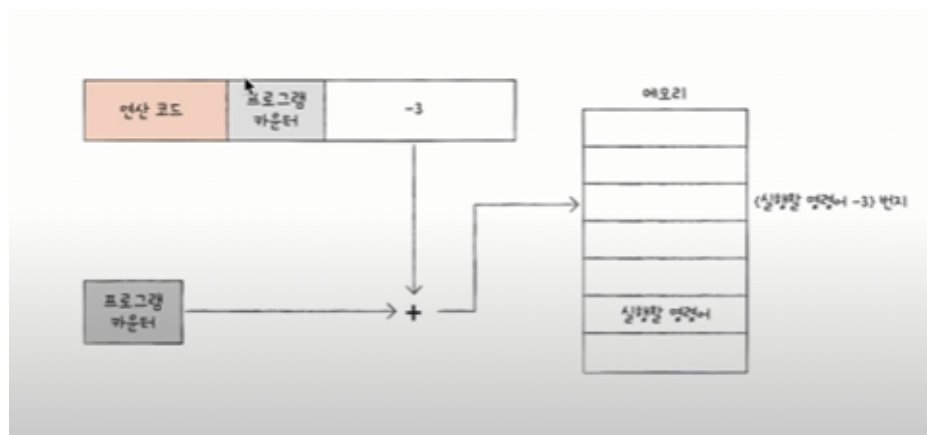 연산 코드
프로그램
카운터
-3
메모리
{실행할 명령어 -3} 번지
프로그램
카운터
+
실행할 명령어